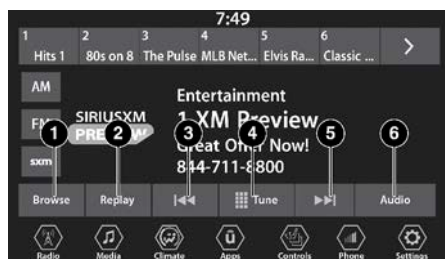 7:49
1 2 3 4 5 6
Hits 1 80s on 8 The Pulse MLB Net... Elvis Ra... Classic ...
AM
Entertainment
FM SIRIUSXM 1 XM Preview
PREVIEW
Great Offer Now!
sxm
844-711-8800
1 2 3 4 5 6
Browse Replay Tune Audio
Radio Media Climate Apps Controls Phone Settings